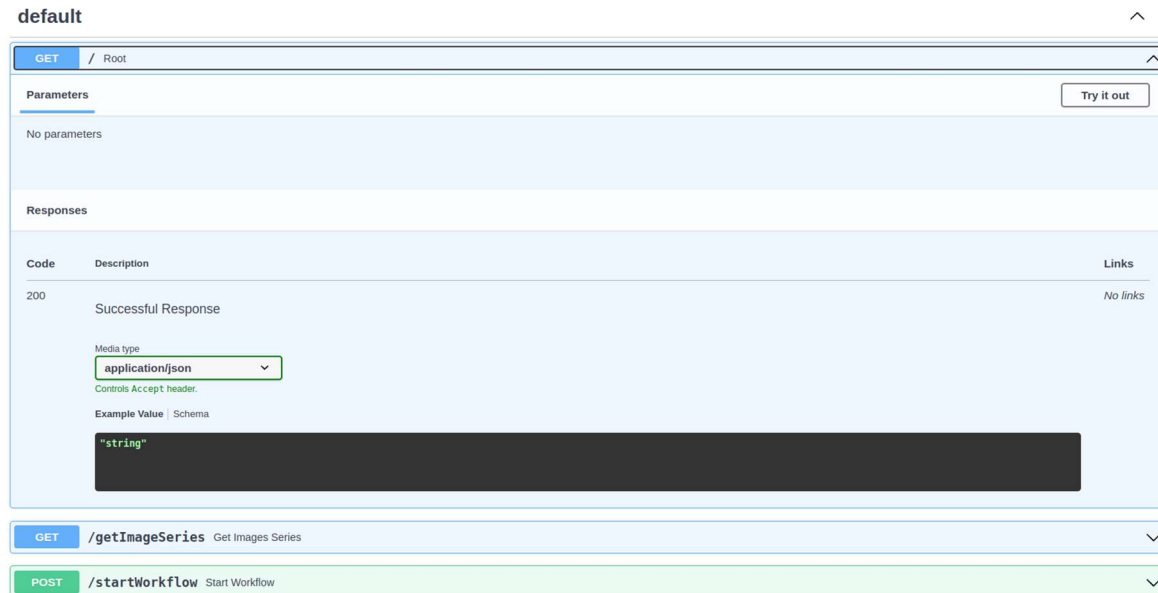 default
GET / Root
Parameters Try it out
No parameters
Responses
Code Description Links
200 Successful Response No links
Media type
application/json
Controls Accept header.
Example Value Schema
"string"
GET /getImageSeries Get Images Series
POST /startWorkflow Start Workflow